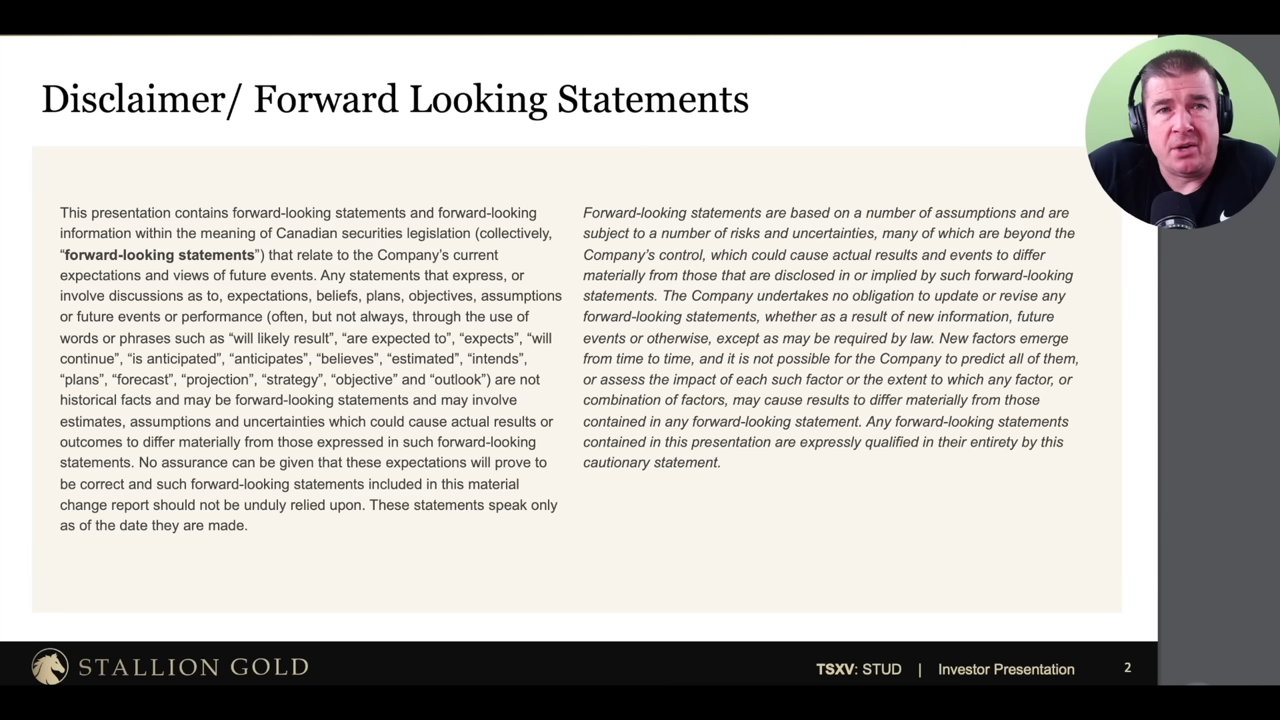 Disclaimer/ Forward Looking Statements
This presentation contains forward-looking statements and forward-looking
information within the meaning of Canadian securities legislation (collectively,
“forward-looking statements”) that relate to the Company’s current
expectations and views of future events. Any statements that express, or
involve discussions as to, expectations, beliefs, plans, objectives, assumptions
or future events or performance (often, but not always, through the use of
words or phrases such as “will likely result”, “are expected to”, “expects”, “will
continue”, “is anticipated”, “anticipates”, “believes”, “estimated”, “intends”,
“plans”, “forecast”, “projection”, “strategy”, “objective” and “outlook”) are not
historical facts and may be forward-looking statements and may involve
estimates, assumptions and uncertainties which could cause actual results or
outcomes to differ materially from those expressed in such forward-looking
statements. No assurance can be given that these expectations will prove to
be correct and such forward-looking statements included in this material
change report should not be unduly relied upon. These statements speak only
as of the date they are made.
Forward-looking statements are based on a number of assumptions and are
subject to a number of risks and uncertainties, many of which are beyond the
Company’s control, which could cause actual results and events to differ
materially from those that are disclosed in or implied by such forward-looking
statements. The Company undertakes no obligation to update or revise any
forward-looking statements, whether as a result of new information, future
events or otherwise, except as may be required by law. New factors emerge
from time to time, and it is not possible for the Company to predict all of them,
or assess the impact of each such factor or the extent to which any factor, or
combination of factors, may cause results to differ materially from those
contained in any forward-looking statement. Any forward-looking statements
contained in this presentation are expressly qualified in their entirety by this
cautionary statement.
STALLION GOLD
TSXV: STUD | Investor Presentation
2